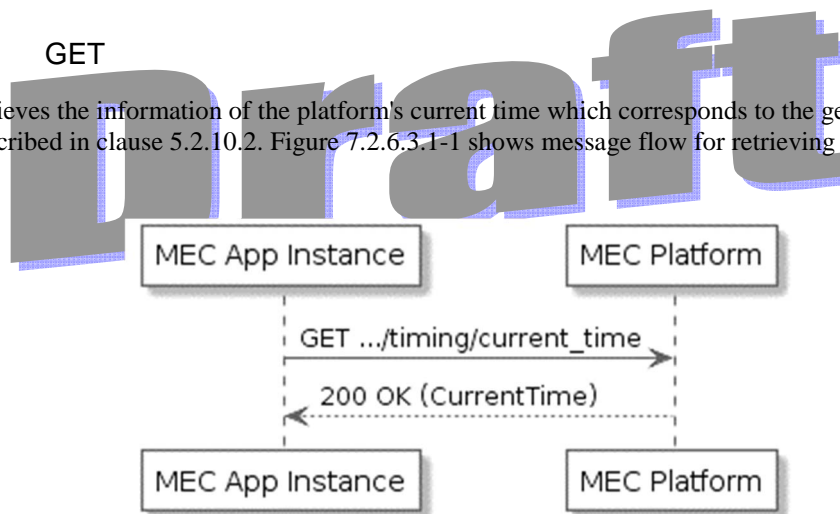 GET
Draft
ieves the information of the platform's current time which corresponds to the ge
cribed in clause 5.2.10.2. Figure 7.2.6.3.1-1 shows message flow for retrieving
MEC App Instance MEC Platform
GET .../timing/current_time
200 OK (CurrentTime)
MEC App Instance MEC Platform